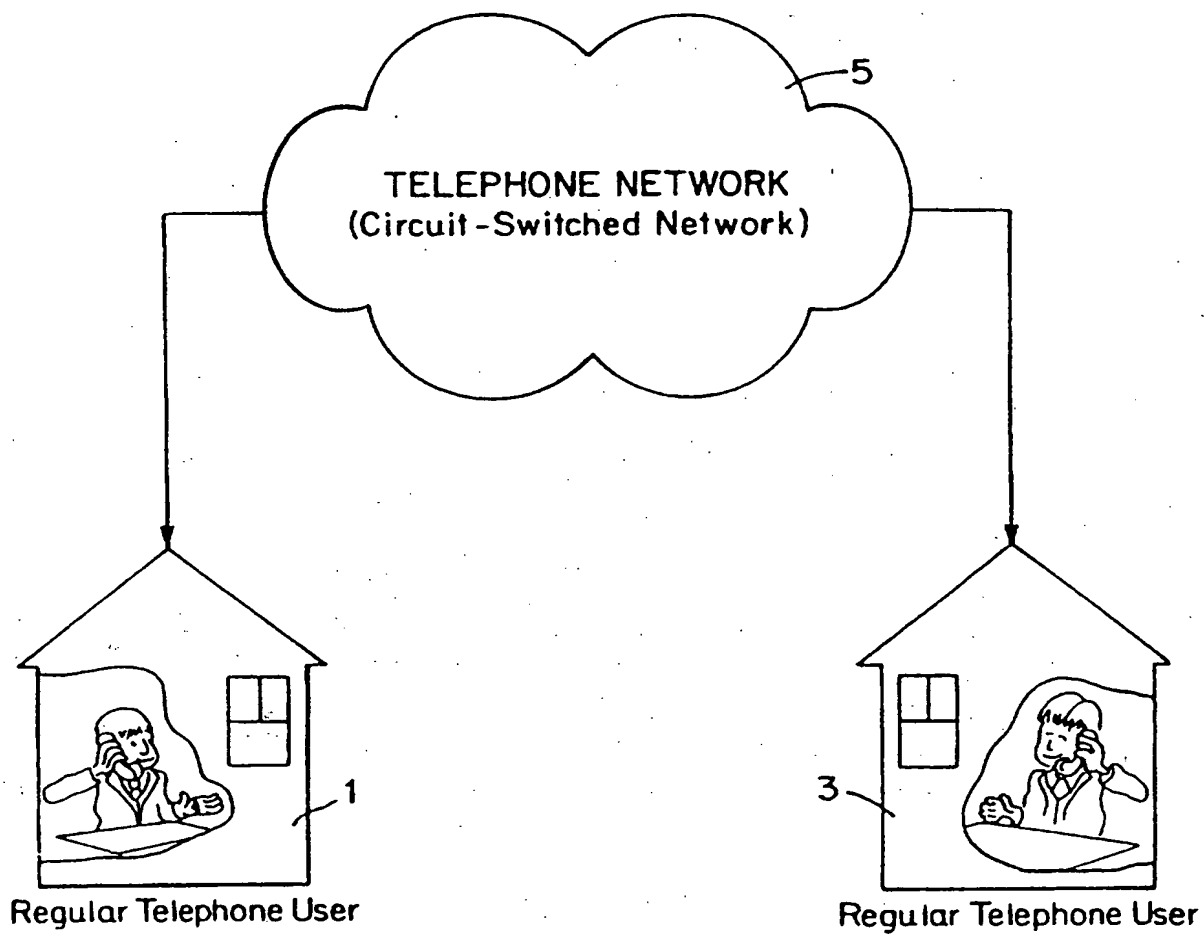 5
TELEPHONE NETWORK
(Circuit-Switched Network)
1
3
Regular Telephone User
Regular Telephone User